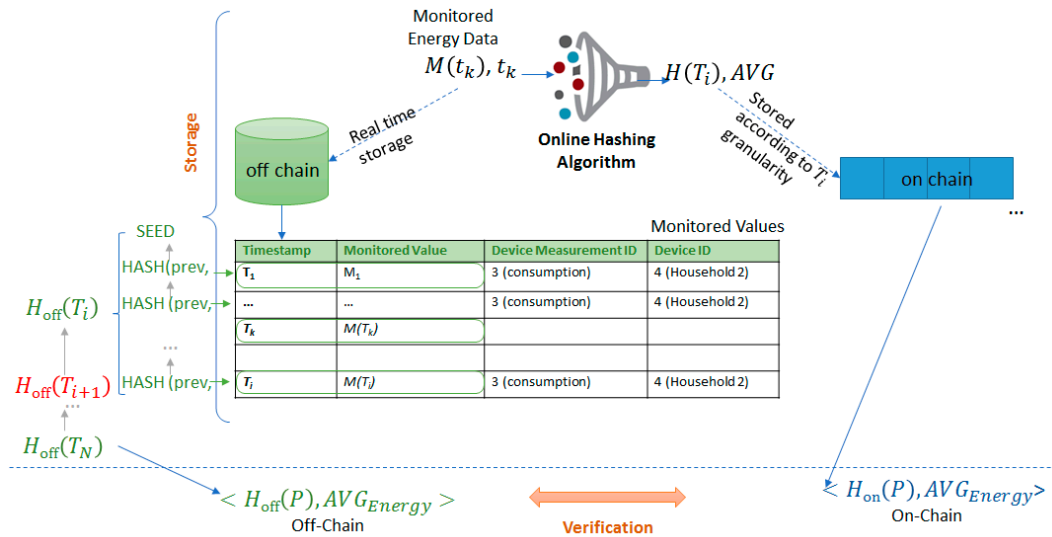 Monitored
Energy Data
M(t_k), t_k
H(T_i), AVG
Online Hashing
Algorithm
Real time
storage
Stored
according to T_i
granularity
Storage
off chain
on chain
...
Monitored Values
SEED
Timestamp Monitored Value Device Measurement ID Device ID
HASH(prev, T_1 M_1 3 (consumption) 4 (Household 2)
HASH(prev, ... ... 3 (consumption) 4 (Household 2)
H_off(T_i)
T_k M(T_k)
...
HASH(prev, T_i M(T_i) 3 (consumption) 4 (Household 2)
H_off(T_{i+1})
...
H_off(T_N)
< H_off(P), AVG_Energy >
Off-Chain
Verification
< H_on(P), AVG_Energy>
On-Chain